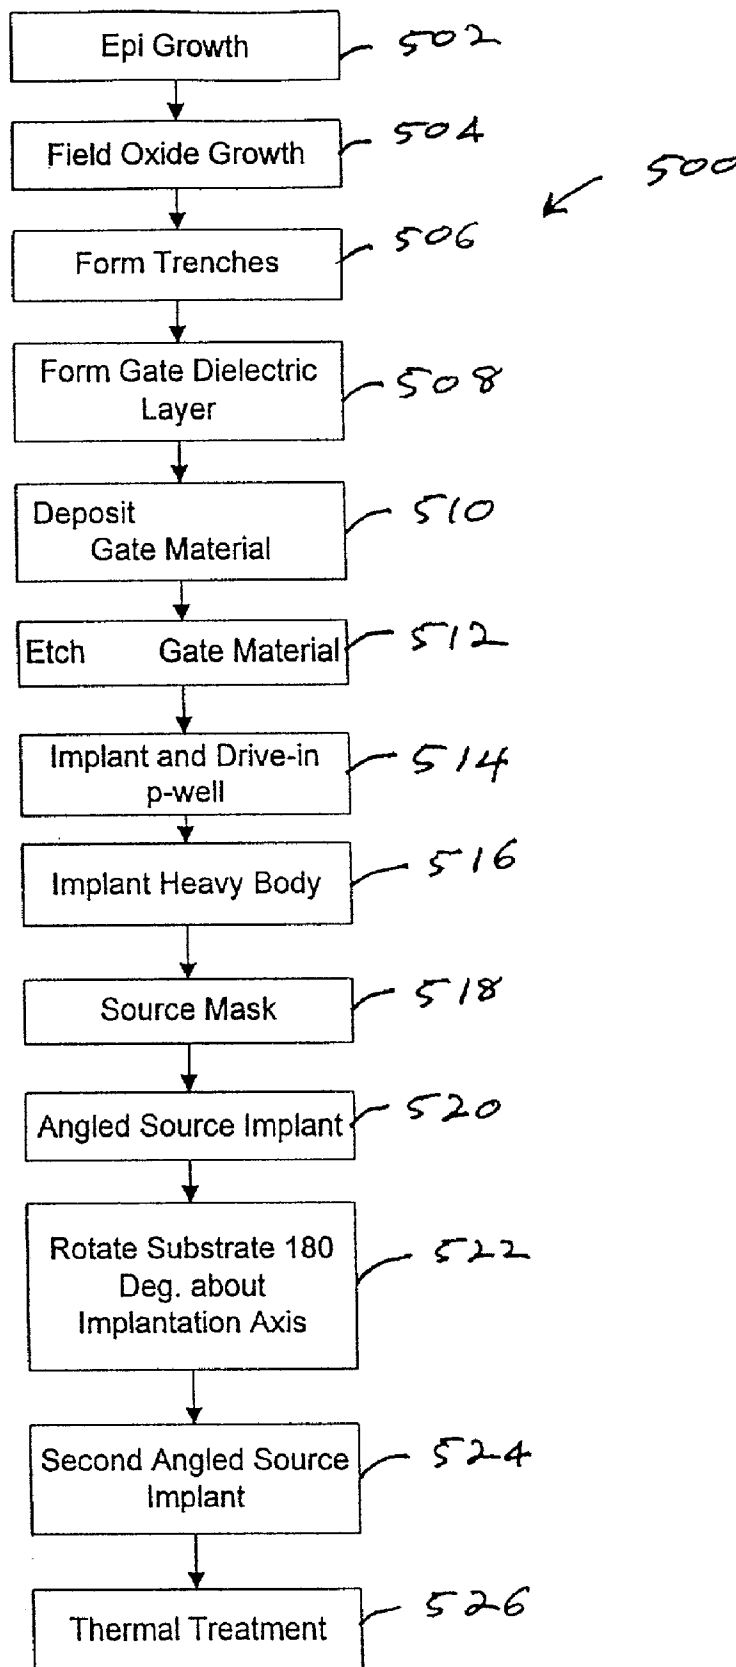 Epi Growth
502
Field Oxide Growth
504
500
Form Trenches
506
Form Gate Dielectric
Layer
508
Deposit
Gate Material
510
Etch Gate Material
512
Implant and Drive-in
p-well
514
Implant Heavy Body
516
Source Mask
518
Angled Source Implant
520
Rotate Substrate 180
Deg. about
Implantation Axis
522
Second Angled Source
Implant
524
Thermal Treatment
526